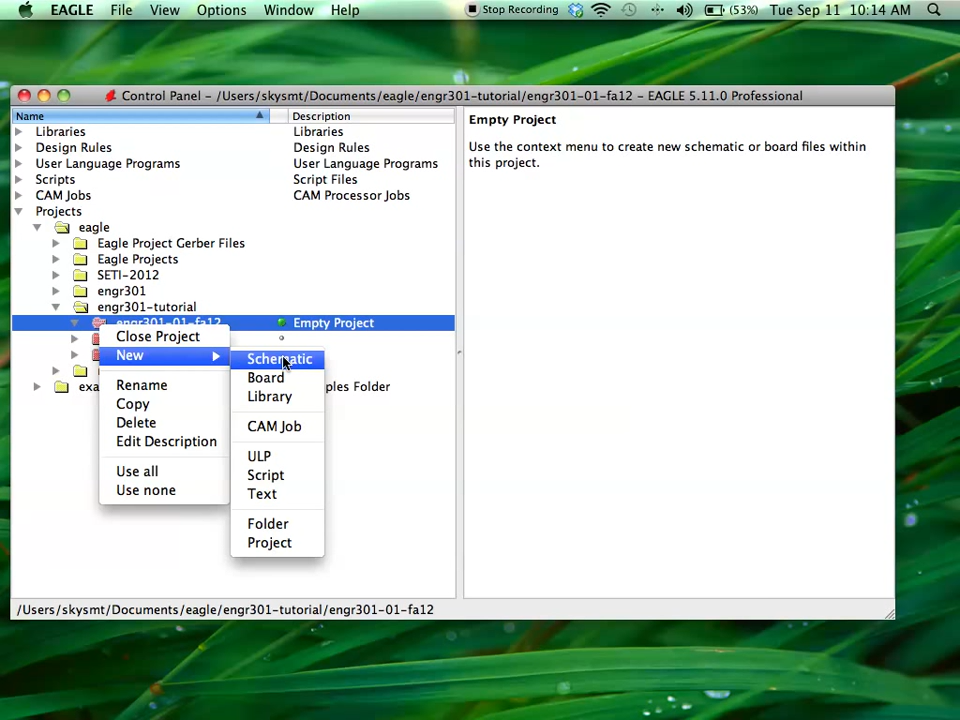 EAGLE File View Options Window Help Stop Recording (53%) Tue Sep 11 10:14 AM
Control Panel - /Users/skysmt/Documents/eagle/engr301-tutorial/engr301-01-fa12 - EAGLE 5.11.0 Professional
Name Description
Libraries Libraries
Design Rules Design Rules
User Language Programs User Language Programs
Scripts Script Files
CAM Jobs CAM Processor Jobs
Projects
eagle
Eagle Project Gerber Files
Eagle Projects
SETI-2012
engr301
engr301-tutorial
engr301-01-fa12 Empty Project
exa ples Folder
Close Project
New
Rename
Copy
Delete
Edit Description
Use all
Use none
Schematic
Board
Library
CAM Job
ULP
Script
Text
Folder
Project
Empty Project
Use the context menu to create new schematic or board files within
this project.
/Users/skysmt/Documents/eagle/engr301-tutorial/engr301-01-fa12